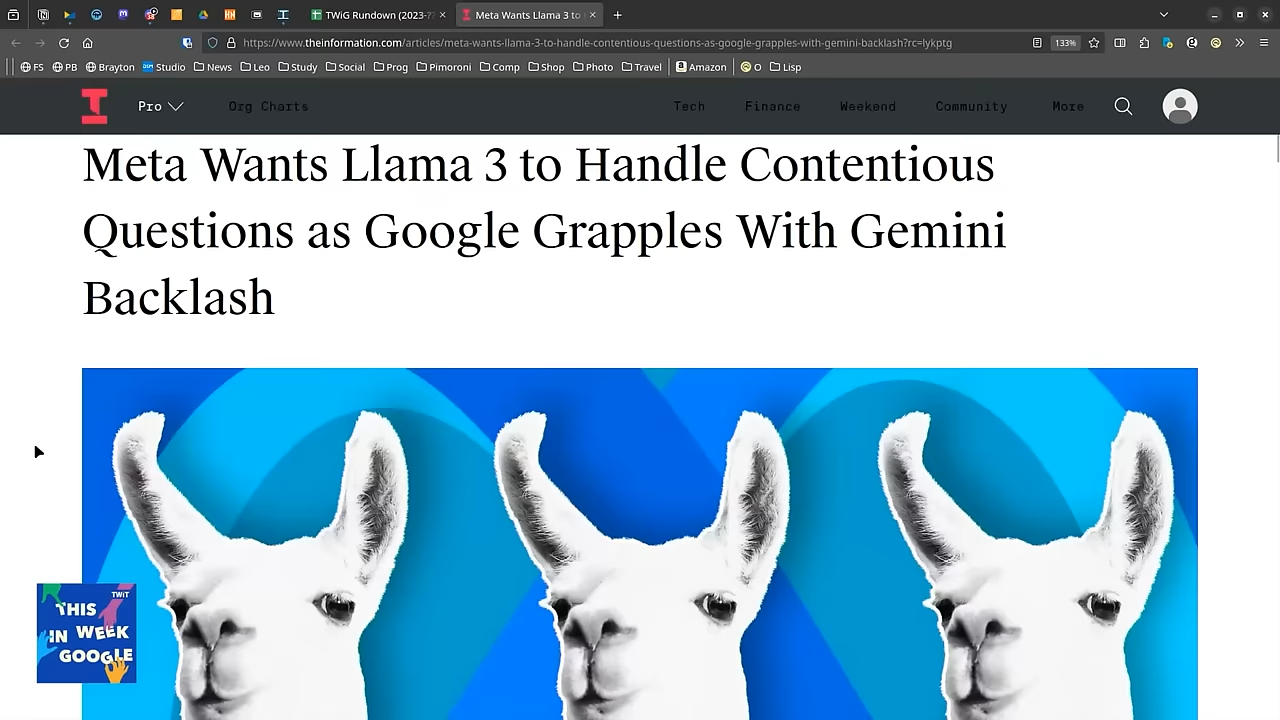 TWiG Rundown (2023-??
Meta Wants Llama 3 to
https://www.theinformation.com/articles/meta-wants-llama-3-to-handle-contentious-questions-as-google-grapples-with-gemini-backlash?rc=lykptg
133%
FS PB Brayton Studio News Leo Study Social Prog Pimoroni Comp Shop Photo Travel Amazon O Lisp
Pro Org Charts Tech Finance Weekend Community More
Meta Wants Llama 3 to Handle Contentious
Questions as Google Grapples With Gemini
Backlash
TWiT
THIS
IN WEEK
GOOGLE